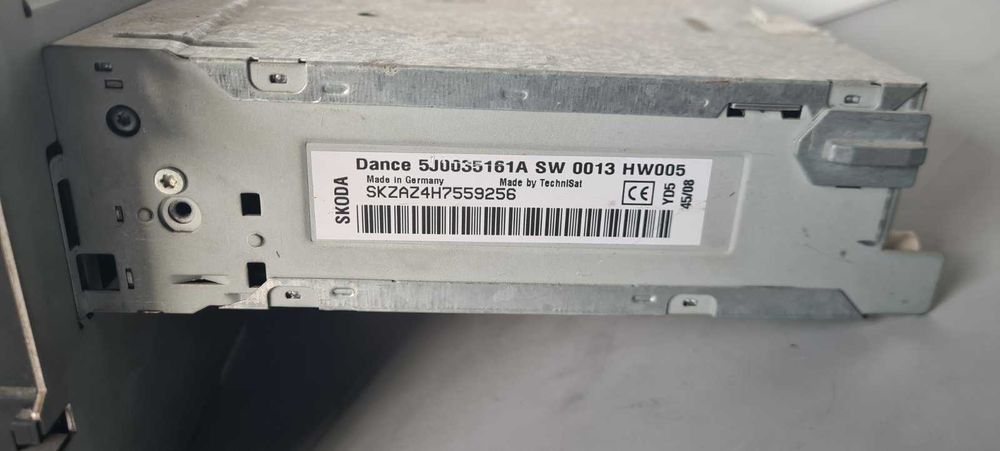 Dance 5J0035161A SW 0013 HW005
Made in Germany
Made by TechniSat
SKZAZ4H7559256
SKODA
CE
YD5
45/08